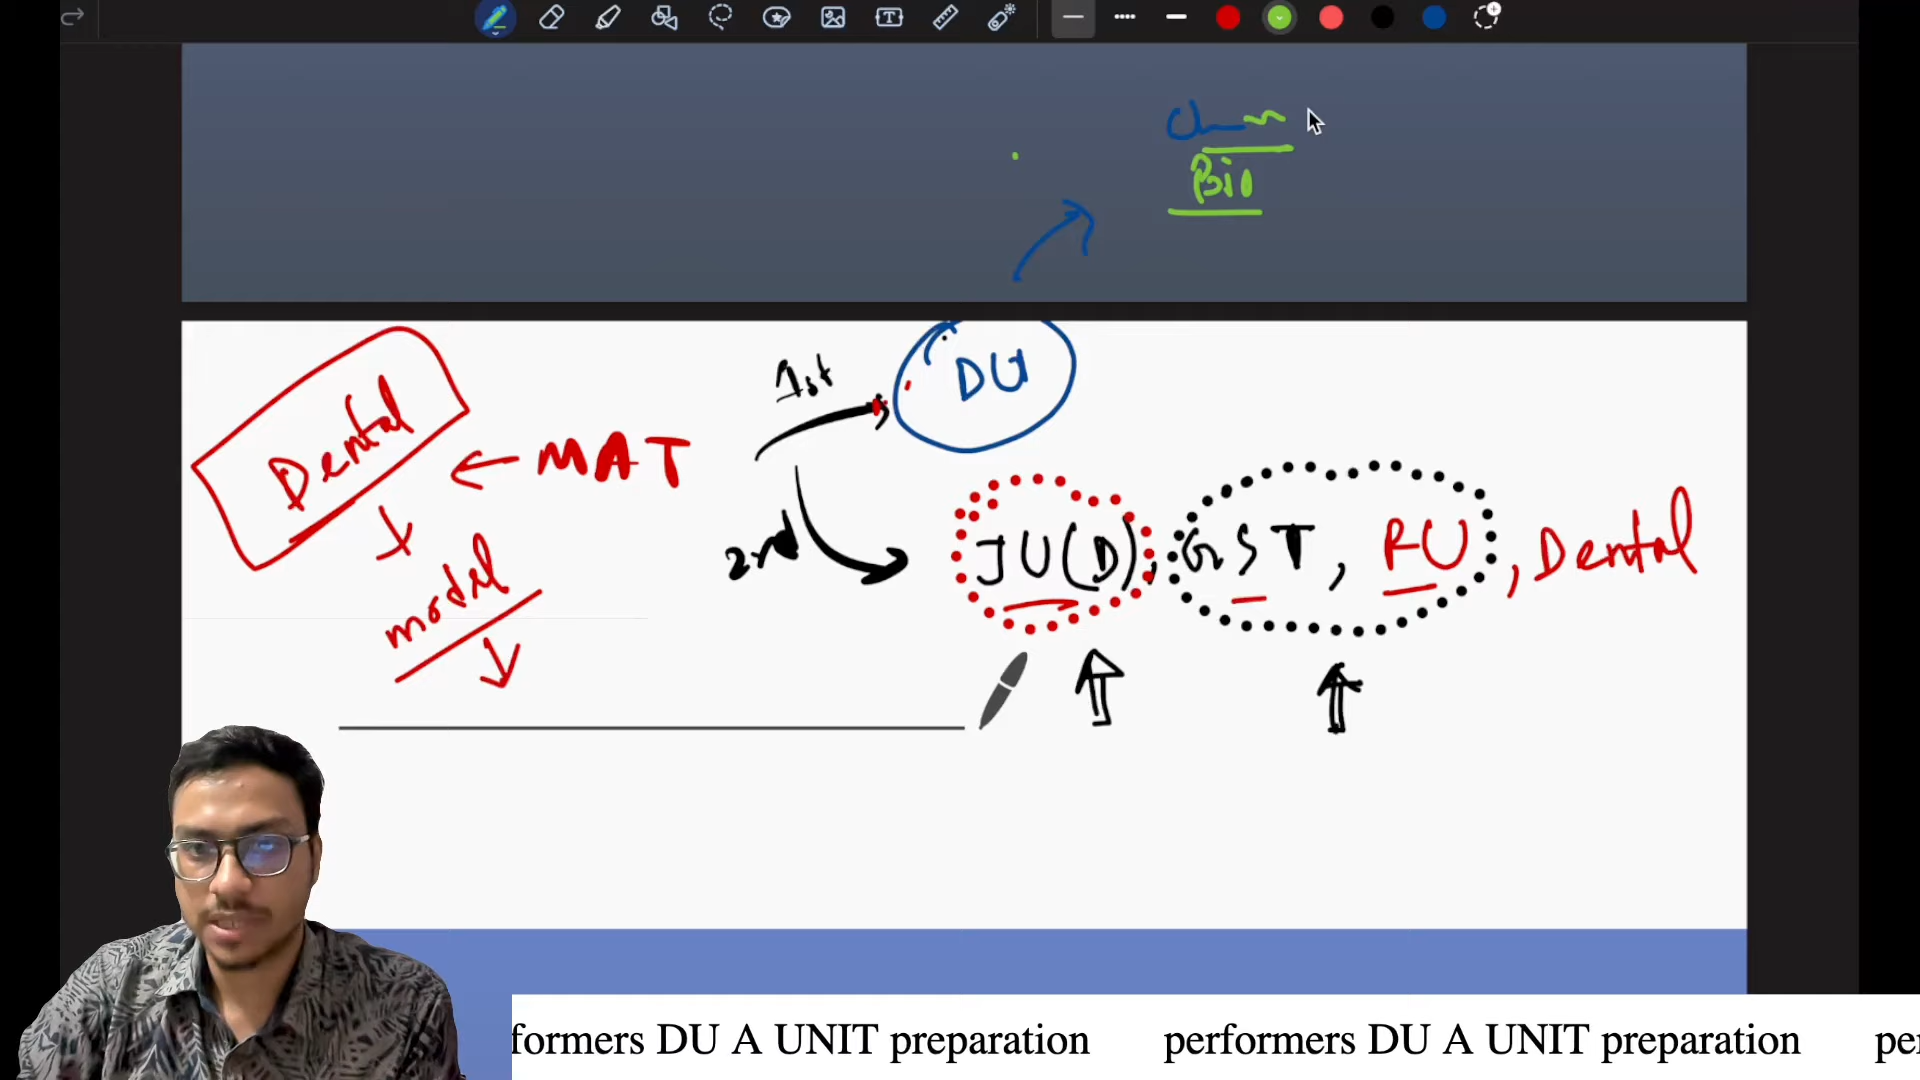 Bio
1st
DU
Dental
← MAT
2nd
JU(D), GST, RU, Dental
model
formers DU A UNIT preparation performers DU A UNIT preparation per